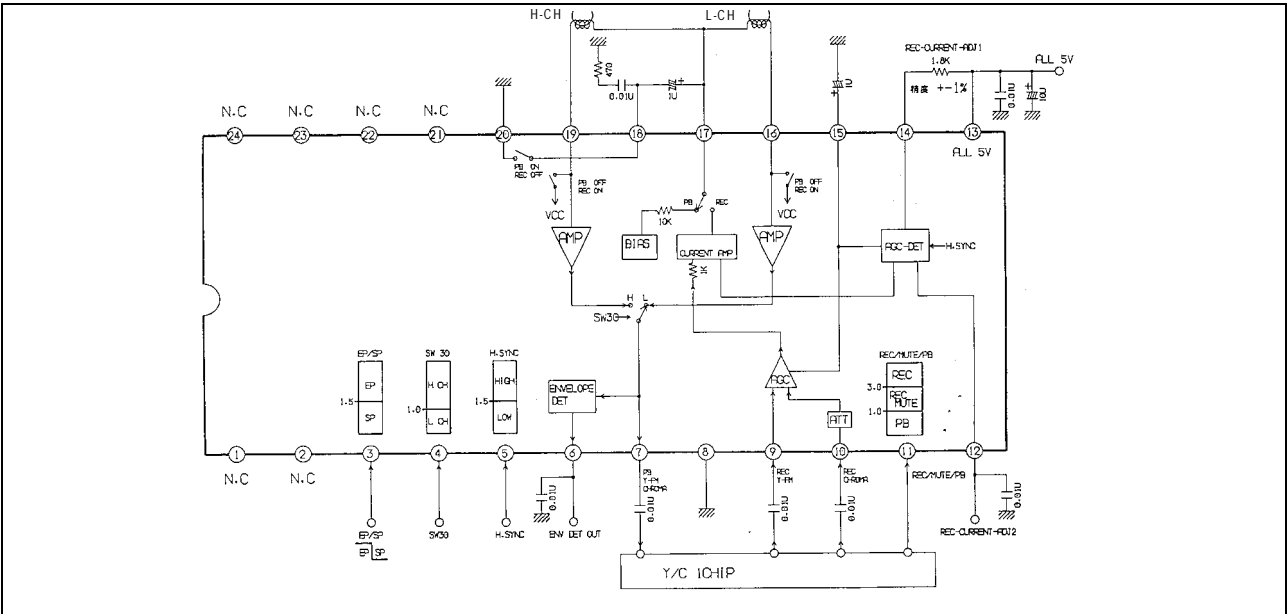 H-CH
L-CH
REC-CURRENT-ADJ1
1.8K
ALL 5V
470
0.01U
1U
1U
精度 +-1%
0.01U
10U
N.C
N.C
N.C
N.C
24
23
22
21
20
19
18
17
16
15
14
13
ALL 5V
PB ON
REC OFF
PB OFF
REC ON
VCC
PB
REC
PB OFF
REC ON
VCC
10K
AMP
BIAS
CURRENT AMP
AMP
AGC-DET
H.SYNC
1K
H
L
SW30
EP/SP
SW 30
H.SYNC
REC/MUTE/PB
EP
H CH
HIGH
ENVELOPE
DET
AGC
REC
1.5
1.0
1.5
3.0
REC
MUTE
SP
L CH
LOW
ATT
1.0
PB
1
2
3
4
5
6
7
8
9
10
11
12
N.C
N.C
PB
Y-FM
CHROMA
REC
Y-FM
REC
CHROMA
REC/MUTE/PB
0.01U
0.01U
0.01U
0.01U
0.01U
EP/SP
SW30
H.SYNC
ENV DET OUT
REC-CURRENT-ADJ2
EP
SP
Y/C 1CHIP